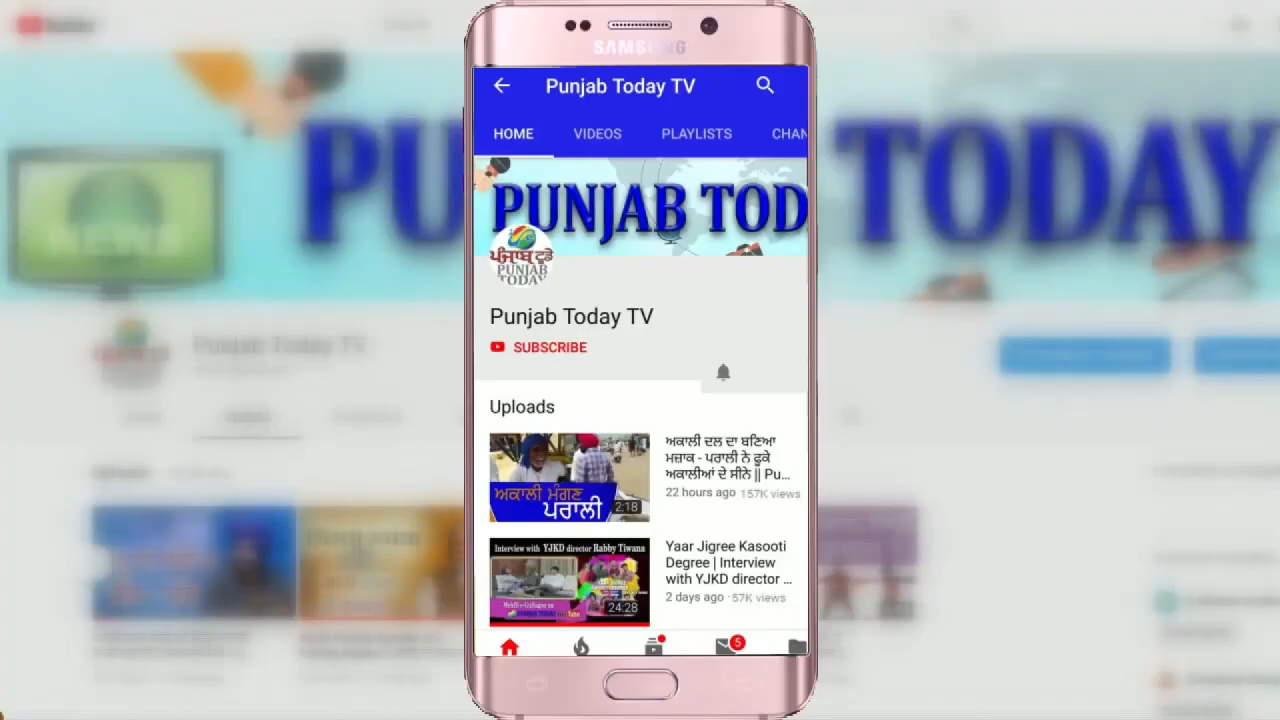 SAMSUNG
Punjab Today TV
HOME VIDEOS PLAYLISTS CHAN
PUNJAB TOD
ਪੰਜਾਬ ਟੂਡੇ
PUNJAB
TODAY
PU
TODAY
Punjab Today TV
SUBSCRIBE
Uploads
ਅਕਾਲੀ ਮੰਗਣ
ਪਰਾਲੀ
2:18
ਅਕਾਲੀ ਦਲ ਦਾ ਬਣਿਆ
ਮਜ਼ਾਕ - ਪਰਾਲੀ ਨੇ ਫੂਕੇ
ਅਕਾਲੀਆਂ ਦੇ ਸੀਨੇ || Pu...
22 hours ago 157K views
Interview with YJKD director Rabby Tiwana
24:28
Yaar Jigree Kasooti
Degree | Interview
with YJKD director ...
2 days ago · 57K views
5